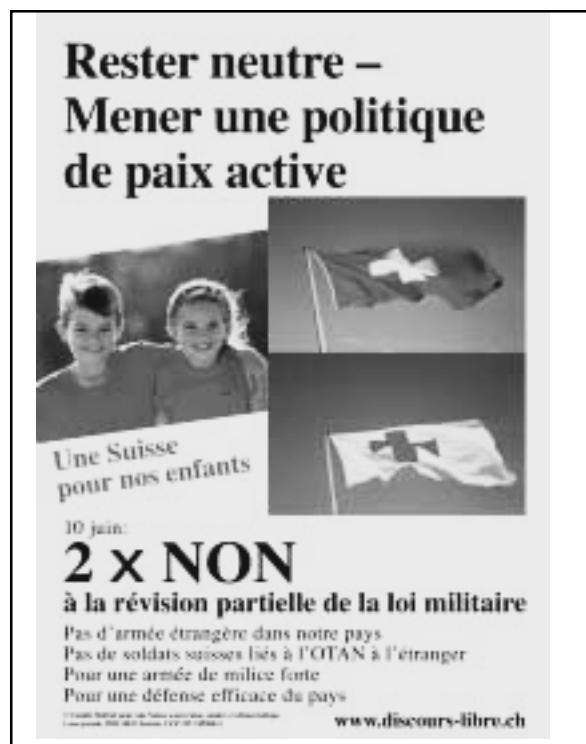 Rester neutre –
Mener une politique
de paix active
Une Suisse
pour nos enfants
10 juin:
2 x NON
à la révision partielle de la loi militaire
Pas d'armée étrangère dans notre pays
Pas de soldats suisses liés à l'OTAN à l'étranger
Pour une armée de milice forte
Pour une défense efficace du pays
www.discours-libre.ch